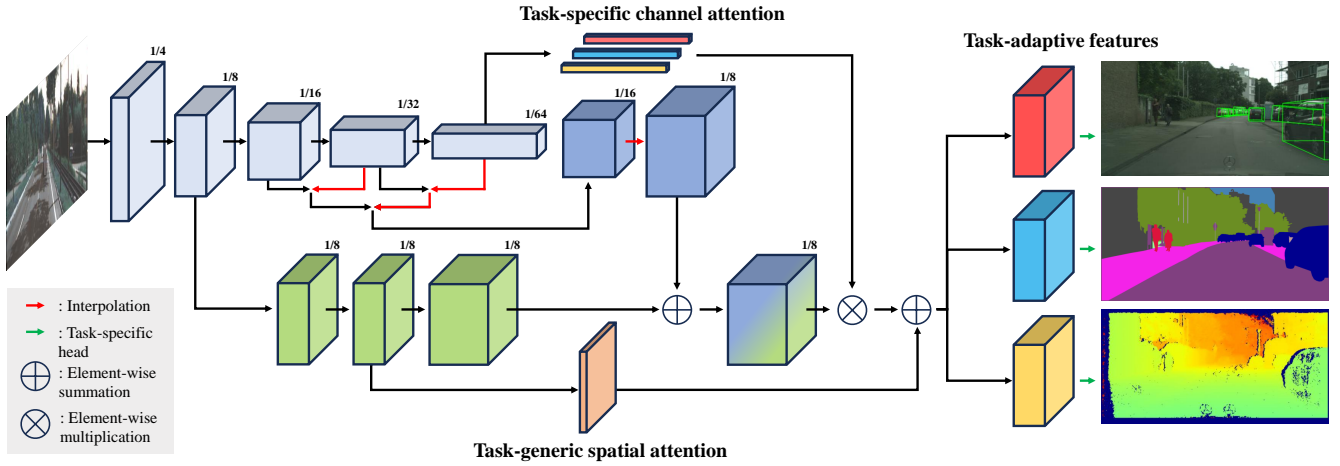 Task-specific channel attention
Task-adaptive features
1/4
1/8
1/16
1/32
1/64
1/16
1/8
1/8
1/8
1/8
1/8
: Interpolation
: Task-specific
head
: Element-wise
summation
: Element-wise
multiplication
Task-generic spatial attention